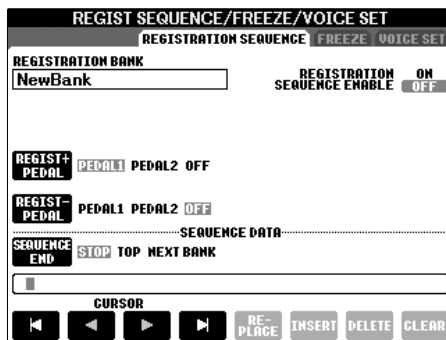 REGIST SEQUENCE/FREEZE/VOICE SET
REGISTRATION SEQUENCE FREEZE VOICE SET
REGISTRATION BANK
NewBank
REGISTRATION SEQUENCE ENABLE
ON
OFF
REGIST+ PEDAL
PEDAL1 PEDAL2 OFF
REGIST- PEDAL
PEDAL1 PEDAL2 OFF
SEQUENCE DATA
SEQUENCE END
STOP TOP NEXT BANK
CURSOR
RE-PLACE INSERT DELETE CLEAR